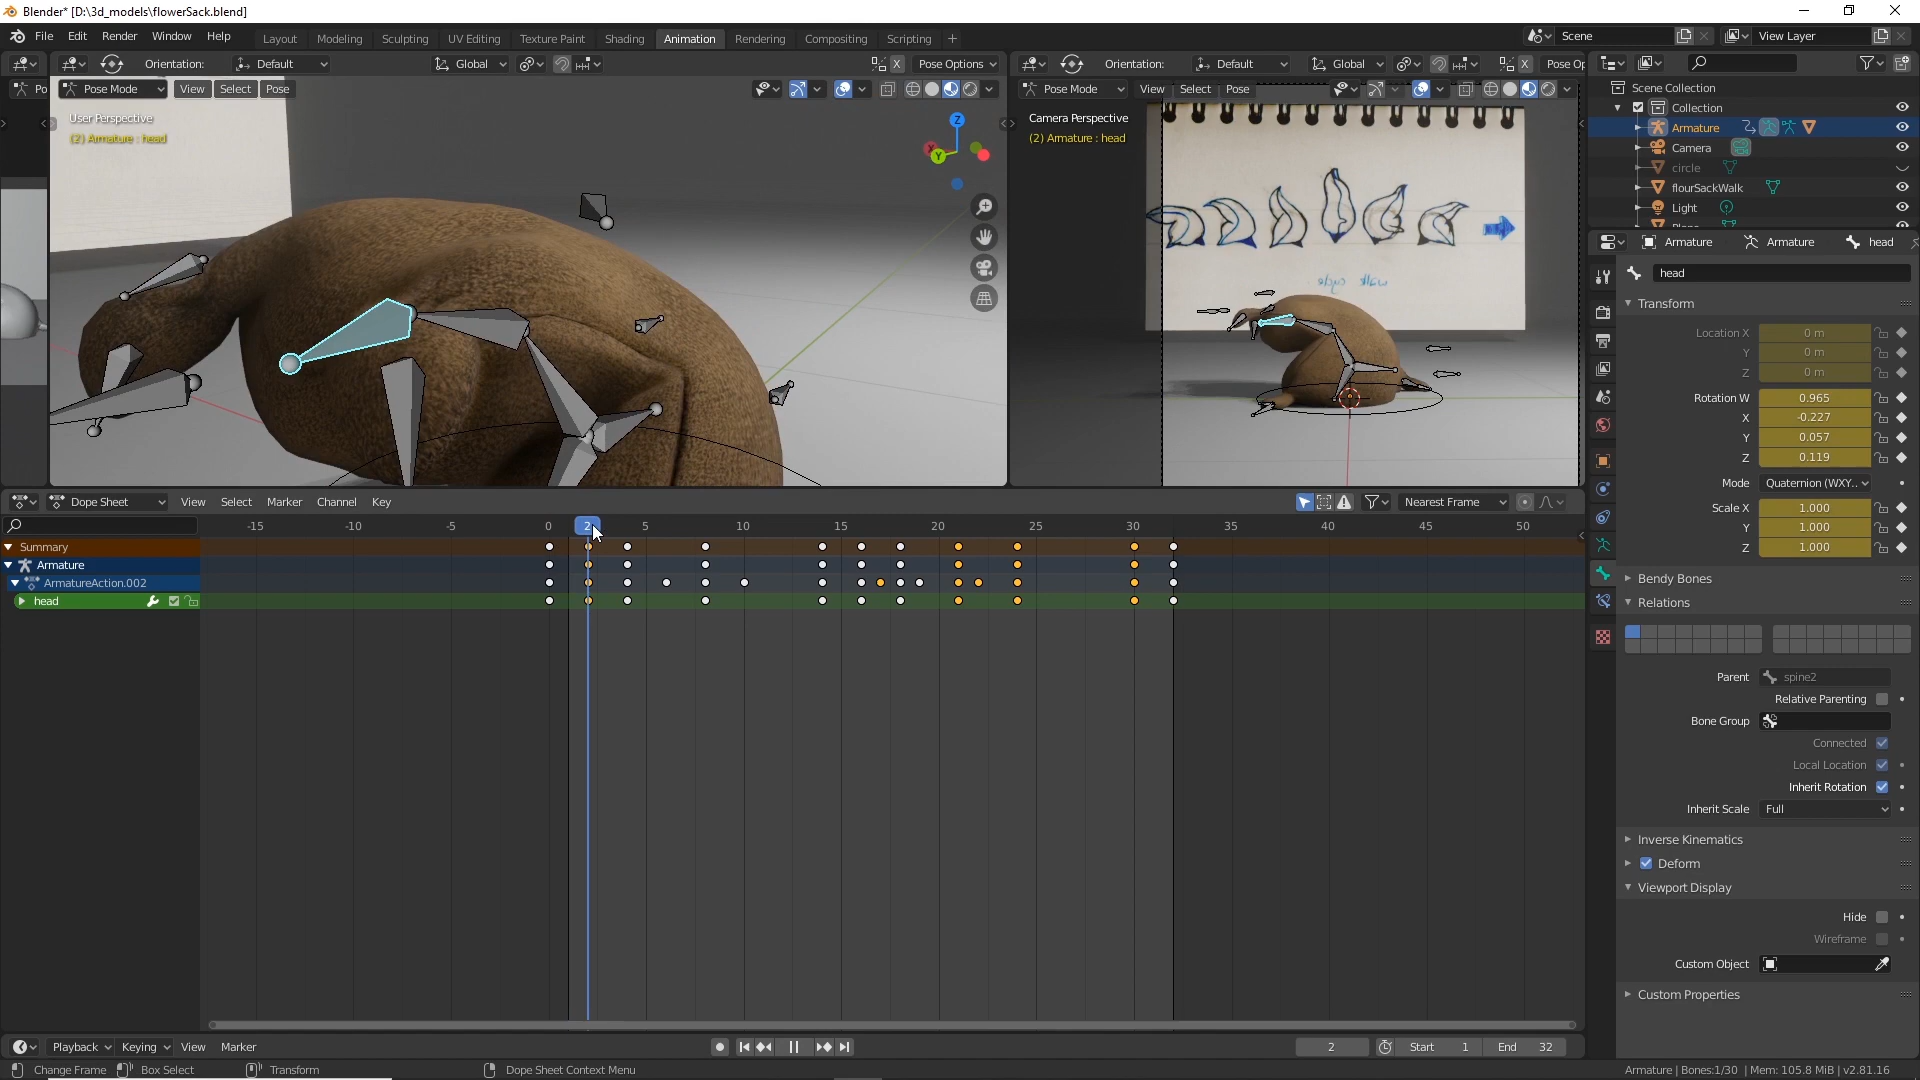 Blender* [D:\3d_models\flowerSack.blend]
File Edit Render Window Help
Layout Modeling Sculpting UV Editing Texture Paint Shading Animation Rendering Compositing Scripting +
Scene
View Layer
Orientation: Default Global X Pose Options
Orientation: Default Global X Pose Op
Po
Pose Mode View Select Pose
Pose Mode View Select Pose
User Perspective
(2) Armature : head
Z
X
Y
Camera Perspective
(2) Armature : head
Scene Collection
Collection
Armature
Camera
circle
flourSackWalk
Light
Armature Armature head
head
Transform
Location X 0 m
Y 0 m
Z 0 m
Rotation W 0.965
X -0.227
Y 0.057
Z 0.119
Mode Quaternion (WXY..
Scale X 1.000
Y 1.000
Z 1.000
Bendy Bones
Relations
Parent spine2
Relative Parenting
Bone Group
Connected
Local Location
Inherit Rotation
Inherit Scale Full
Inverse Kinematics
Deform
Viewport Display
Hide
Wireframe
Custom Object
Custom Properties
Dope Sheet View Select Marker Channel Key
Nearest Frame
-15 -10 -5 0 2 5 10 15 20 25 30 35 40 45 50
Summary
Armature
ArmatureAction.002
head
Playback Keying View Marker
2 Start 1 End 32
Change Frame Box Select Transform Dope Sheet Context Menu
Armature | Bones:1/30 | Mem: 105.8 MiB | v2.81.16